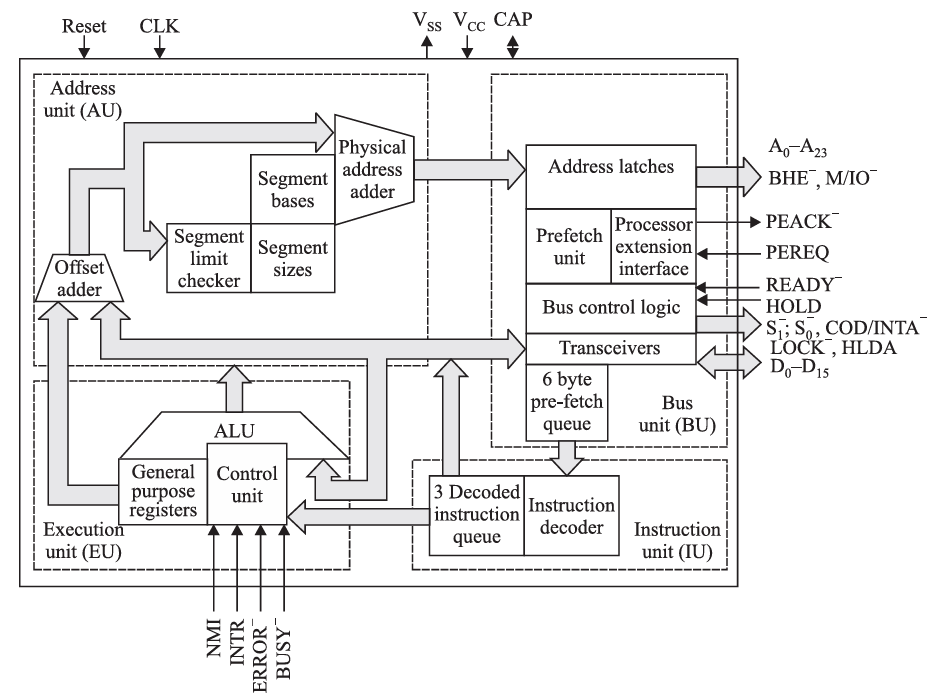 Reset
CLK
V_SS
V_CC
CAP
Address
unit (AU)
Physical
address
adder
Segment
bases
Segment
limit
checker
Segment
sizes
Offset
adder
Address latches
Prefetch
unit
Processor
extension
interface
Bus control logic
Transceivers
6 byte
pre-fetch
queue
Bus
unit (BU)
A₀–A₂₃
BHE⁻, M/IO⁻
PEACK⁻
PEREQ
READY⁻
HOLD
S₁⁻; S₀⁻, COD/INTA⁻
LOCK⁻, HLDA
D₀–D₁₅
ALU
General
purpose
registers
Control
unit
Execution
unit (EU)
3 Decoded
instruction
queue
Instruction
decoder
Instruction
unit (IU)
NMI
INTR
ERROR⁻
BUSY⁻